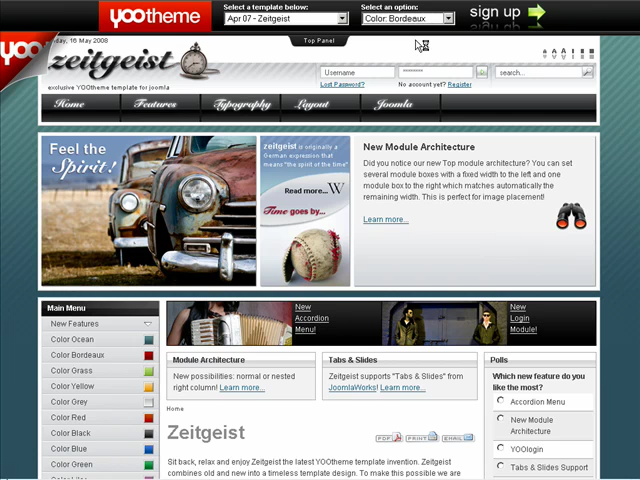 yootheme
Select a template below:
Apr 07 - Zeitgeist
Select an option:
Color: Bordeaux
sign up
Yoo
day, 16 May 2008
Top Panel
zeitgeist
exclusive YOOtheme template for joomla
Username
********
search...
Lost Password?
No account yet? Register
Home
Features
Typography
Layout
Joomla
Feel the
Spirit!
zeitgeist is originally a
German expression that
means "the spirit of the time"
Read more...W
Time goes by...
New Module Architecture
Did you notice our new Top module architecture? You can set
several module boxes with a fixed width to the left and one
module box to the right which matches automatically the
remaining width. This is perfect for image placement!
Learn more...
Main Menu
New Features
Color Ocean
Color Bordeaux
Color Grass
Color Yellow
Color Grey
Color Red
Color Black
Color Blue
Color Green
New
Accordion
Menu!
New
Login
Module!
Module Architecture
New possibilities: normal or nested
right column! Learn more...
Tabs & Slides
Zeitgeist supports "Tabs & Slides" from
JoomlaWorks! Learn more...
Polls
Which new feature do you
like the most?
Accordion Menu
New Module
Architecture
YOOlogin
Tabs & Slides Support
Home
Zeitgeist
PDF
PRINT
EMAIL
Sit back, relax and enjoy Zeitgeist the latest YOOtheme template invention. Zeitgeist
combines old and new into a timeless template design. To make this possible we are